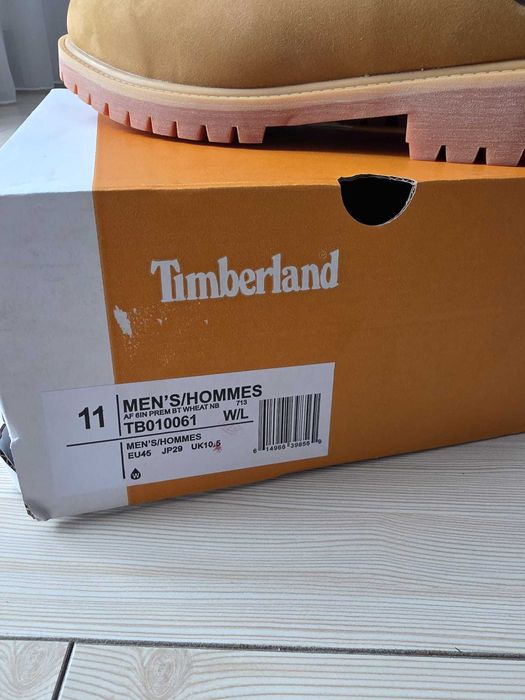 Timberland
11
MEN'S/HOMMES
AF 6IN PREM BT WHEAT NB 713
TB010061 W/L
MEN'S/HOMMES
EU45 JP29 UK10.5
W